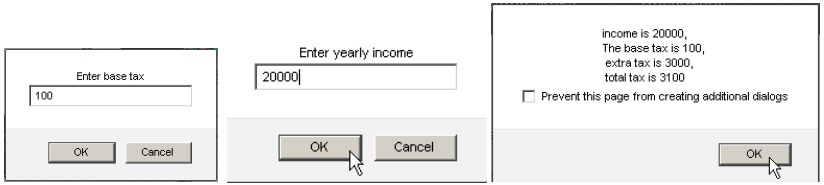 Enter base tax
100
OK Cancel
Enter yearly income
20000
OK Cancel
income is 20000,
The base tax is 100,
extra tax is 3000,
total tax is 3100
Prevent this page from creating additional dialogs
OK